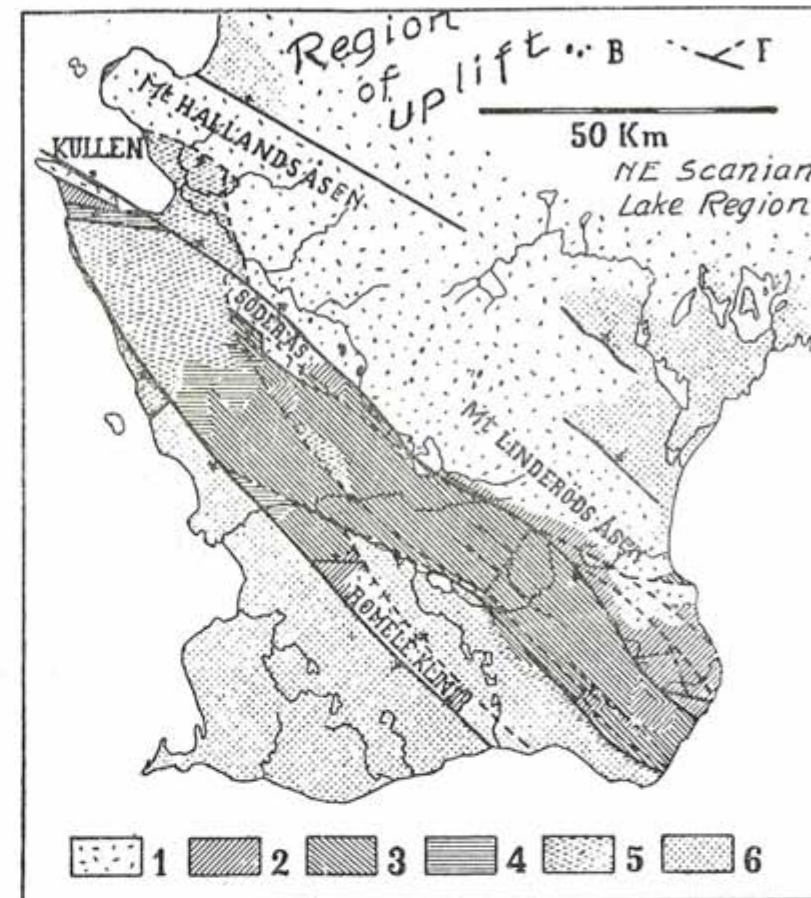 Region
of
uplift
B
F
50 Km
Mt HALLANDSÅSEN
KULLEN
NE Scanian
Lake Region
SÖDERÅS
Mt LINDERÖDSÅSEN
1 2 3 4 5 6